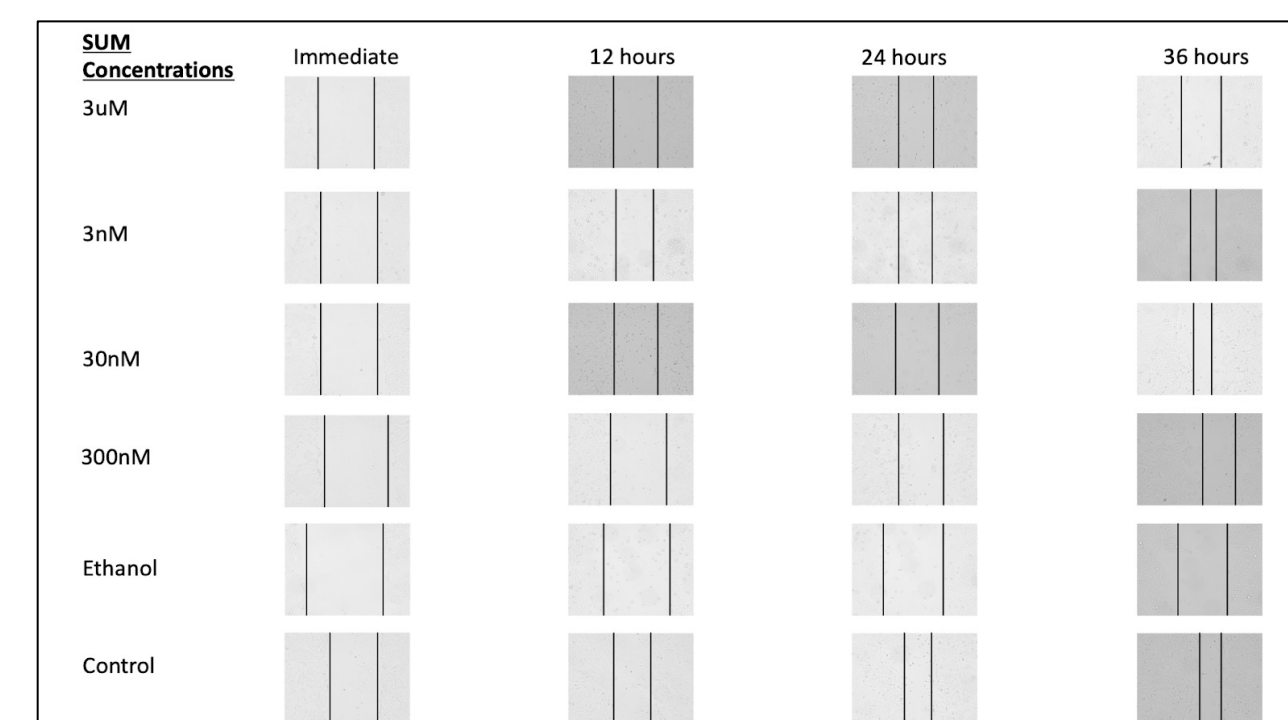 SUM
Concentrations
Immediate
12 hours
24 hours
36 hours
3uM
3nM
30nM
300nM
Ethanol
Control